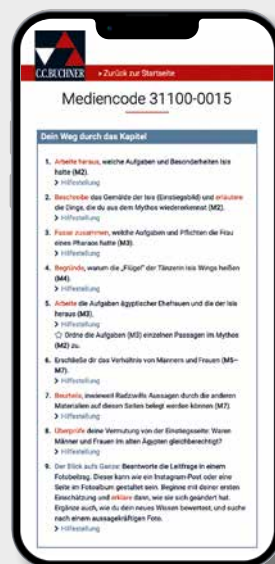 C.C.BUCHNER
▸ Zurück zur Startseite
Mediencode 31100-0015
Dein Weg durch das Kapitel
1. Arbeite heraus, welche Aufgaben und Besonderheiten Isis
hatte (M2).
> Hilfestellung
2. Beschreibe das Gemälde der Isis (Einstiegsbild) und erläutere
die Dinge, die du aus dem Mythos wiedererkennst (M2).
> Hilfestellung
3. Fasse zusammen, welche Aufgaben und Pflichten die Frau
eines Pharaos hatte (M3).
> Hilfestellung
4. Begründe, warum die „Flügel" der Tänzerin Isis Wings heißen
(M4).
> Hilfestellung
5. Arbeite die Aufgaben ägyptischer Ehefrauen und die der Isis
heraus (M3).
> Hilfestellung
☆ Ordne die Aufgaben (M3) einzelnen Passagen im Mythos
(M2) zu.
6. Erschließe dir das Verhältnis von Männern und Frauen (M5–
M7).
> Hilfestellung
7. Beurteile, inwieweit Radziwills Aussagen durch die anderen
Materialien auf diesen Seiten belegt werden können (M7).
> Hilfestellung
8. Überprüfe deine Vermutung von der Einstiegsseite: Waren
Männer und Frauen im alten Ägypten gleichberechtigt?
> Hilfestellung
9. Der Blick aufs Ganze: Beantworte die Leitfrage in einem
Fotobeitrag. Dieser kann wie ein Instagram-Post oder eine
Seite im Fotoalbum gestaltet sein. Beginne mit deiner ersten
Einschätzung und erkläre dann, wie sie sich geändert hat.
Ergänze auch, wie du dein neues Wissen bewertest, und suche
nach einem aussagekräftigen Foto.
> Hilfestellung